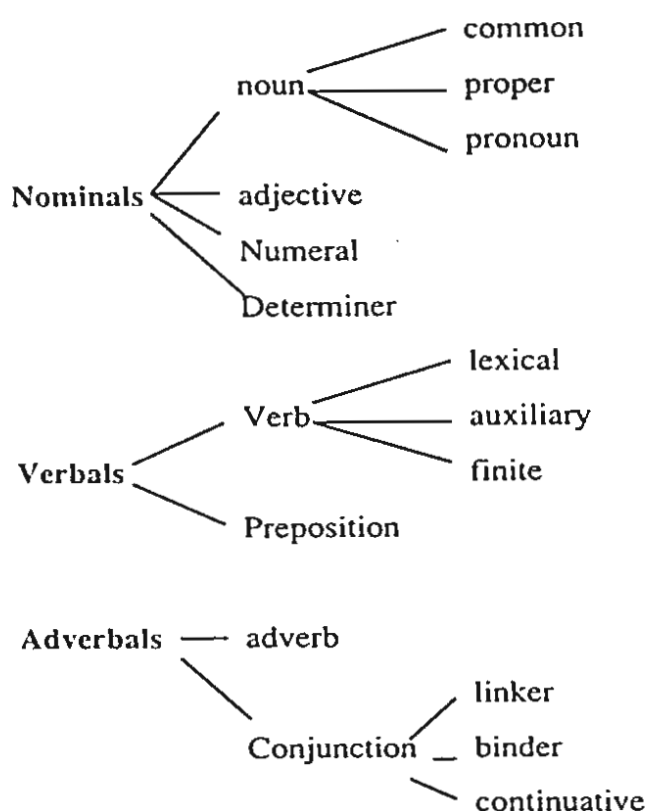 common
noun
proper
pronoun
Nominals
adjective
Numeral
Determiner
lexical
Verb
auxiliary
Verbals
finite
Preposition
Adverbals
adverb
linker
Conjunction
binder
continuative